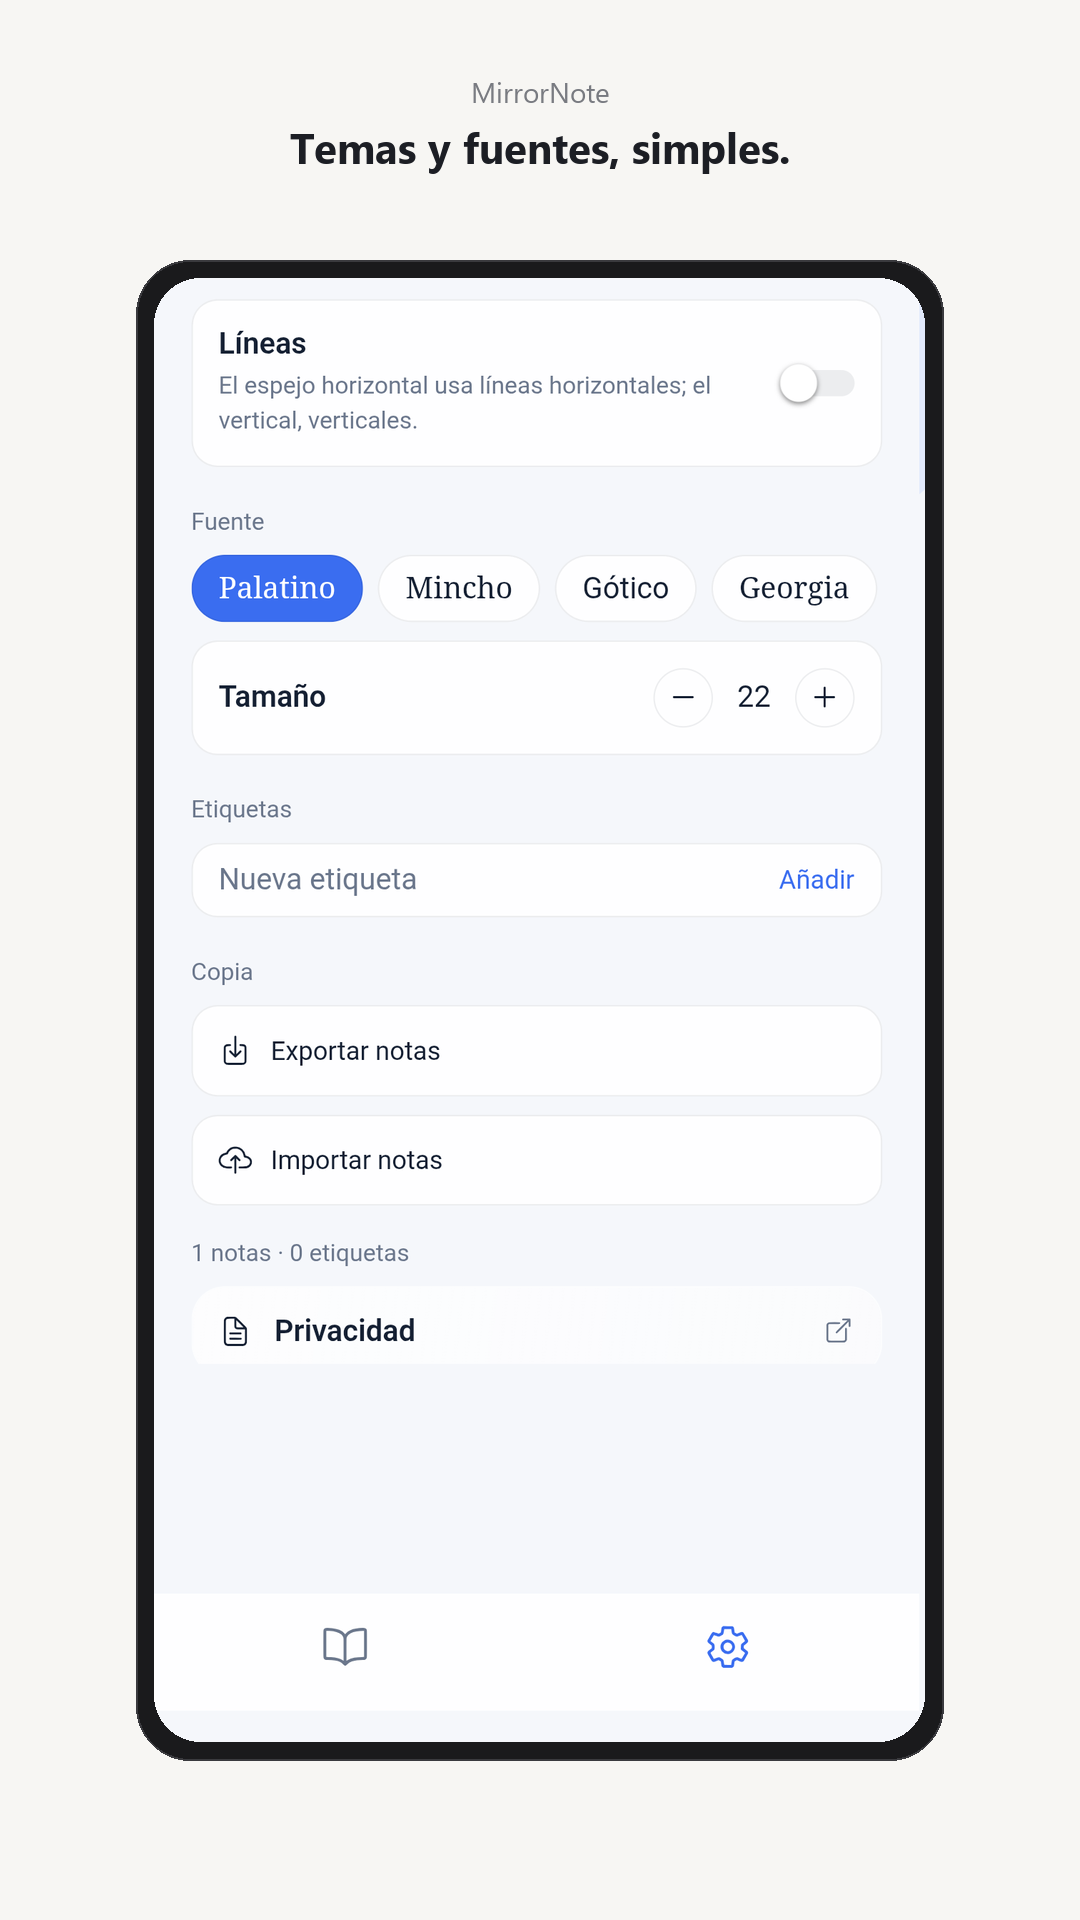 MirrorNote
Temas y fuentes, simples.
Líneas
El espejo horizontal usa líneas horizontales; el
vertical, verticales.
Fuente
Palatino
Mincho
Gótico
Georgia
Tamaño
22
Etiquetas
Nueva etiqueta
Añadir
Copia
Exportar notas
Importar notas
1 notas · 0 etiquetas
Privacidad